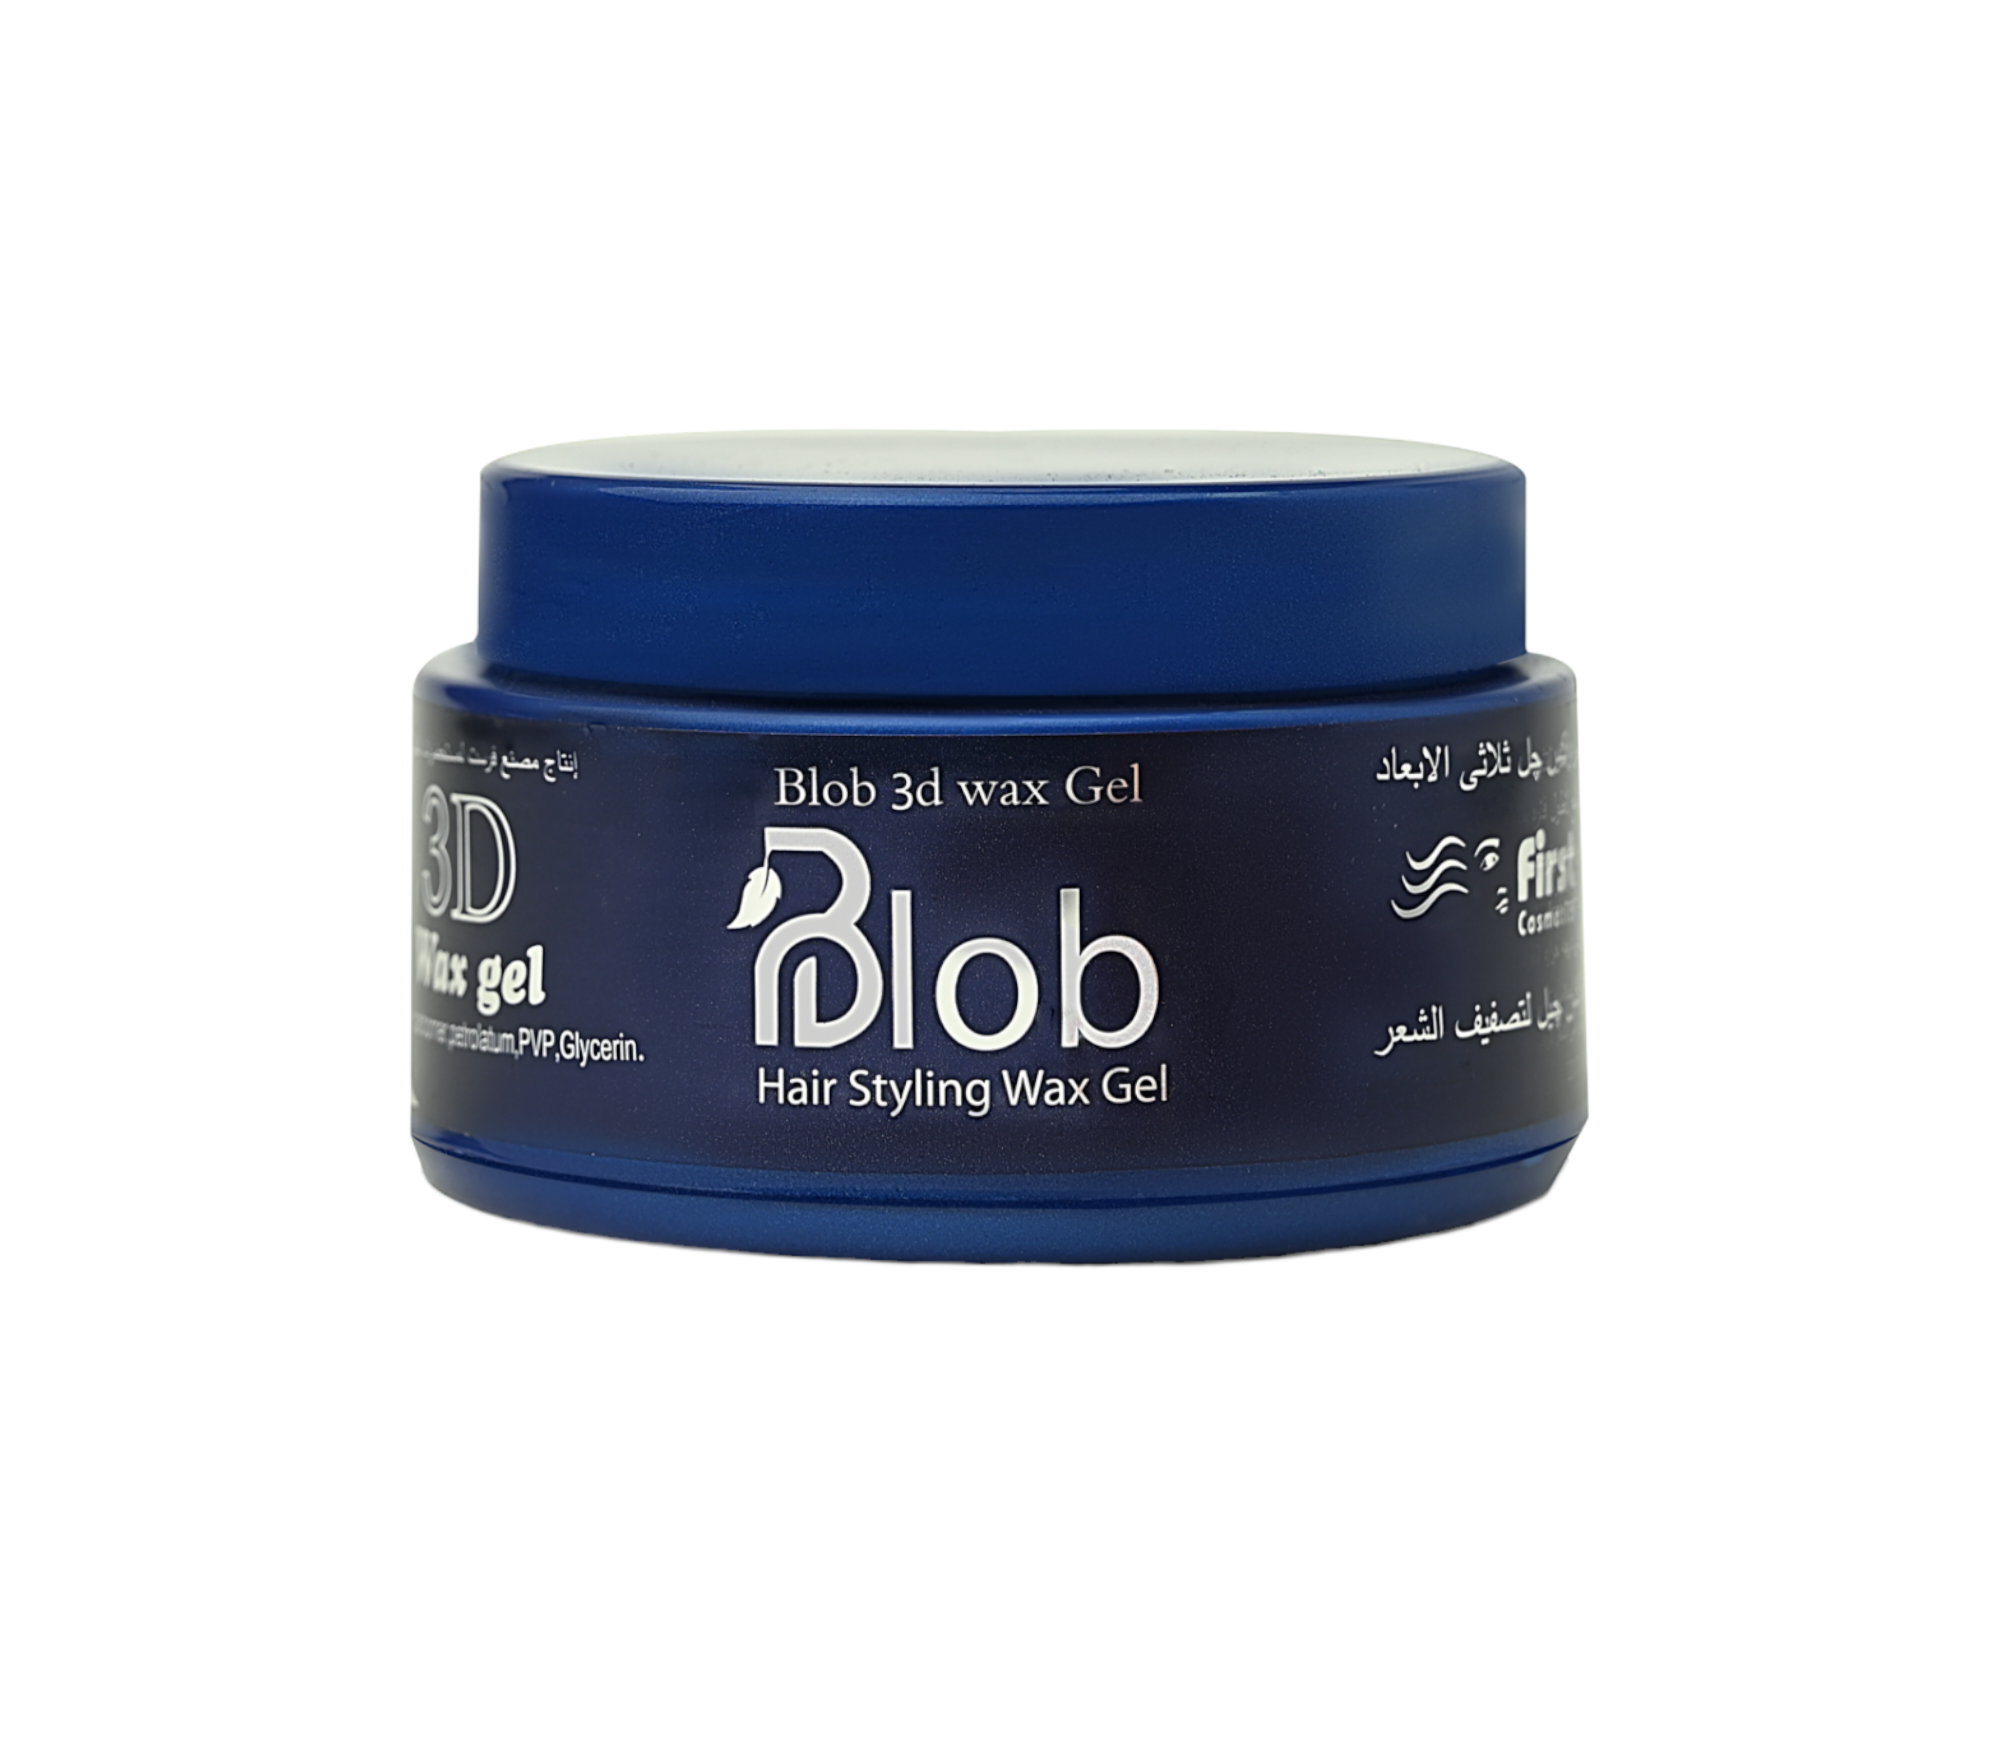 إنتاج مصنع فرست
3D
Wax gel
petrolatum,PVP,Glycerin.
Blob 3d wax Gel
Blob
Hair Styling Wax Gel
جل ثلاثى الابعاد
First
جل لتصفيف الشعر